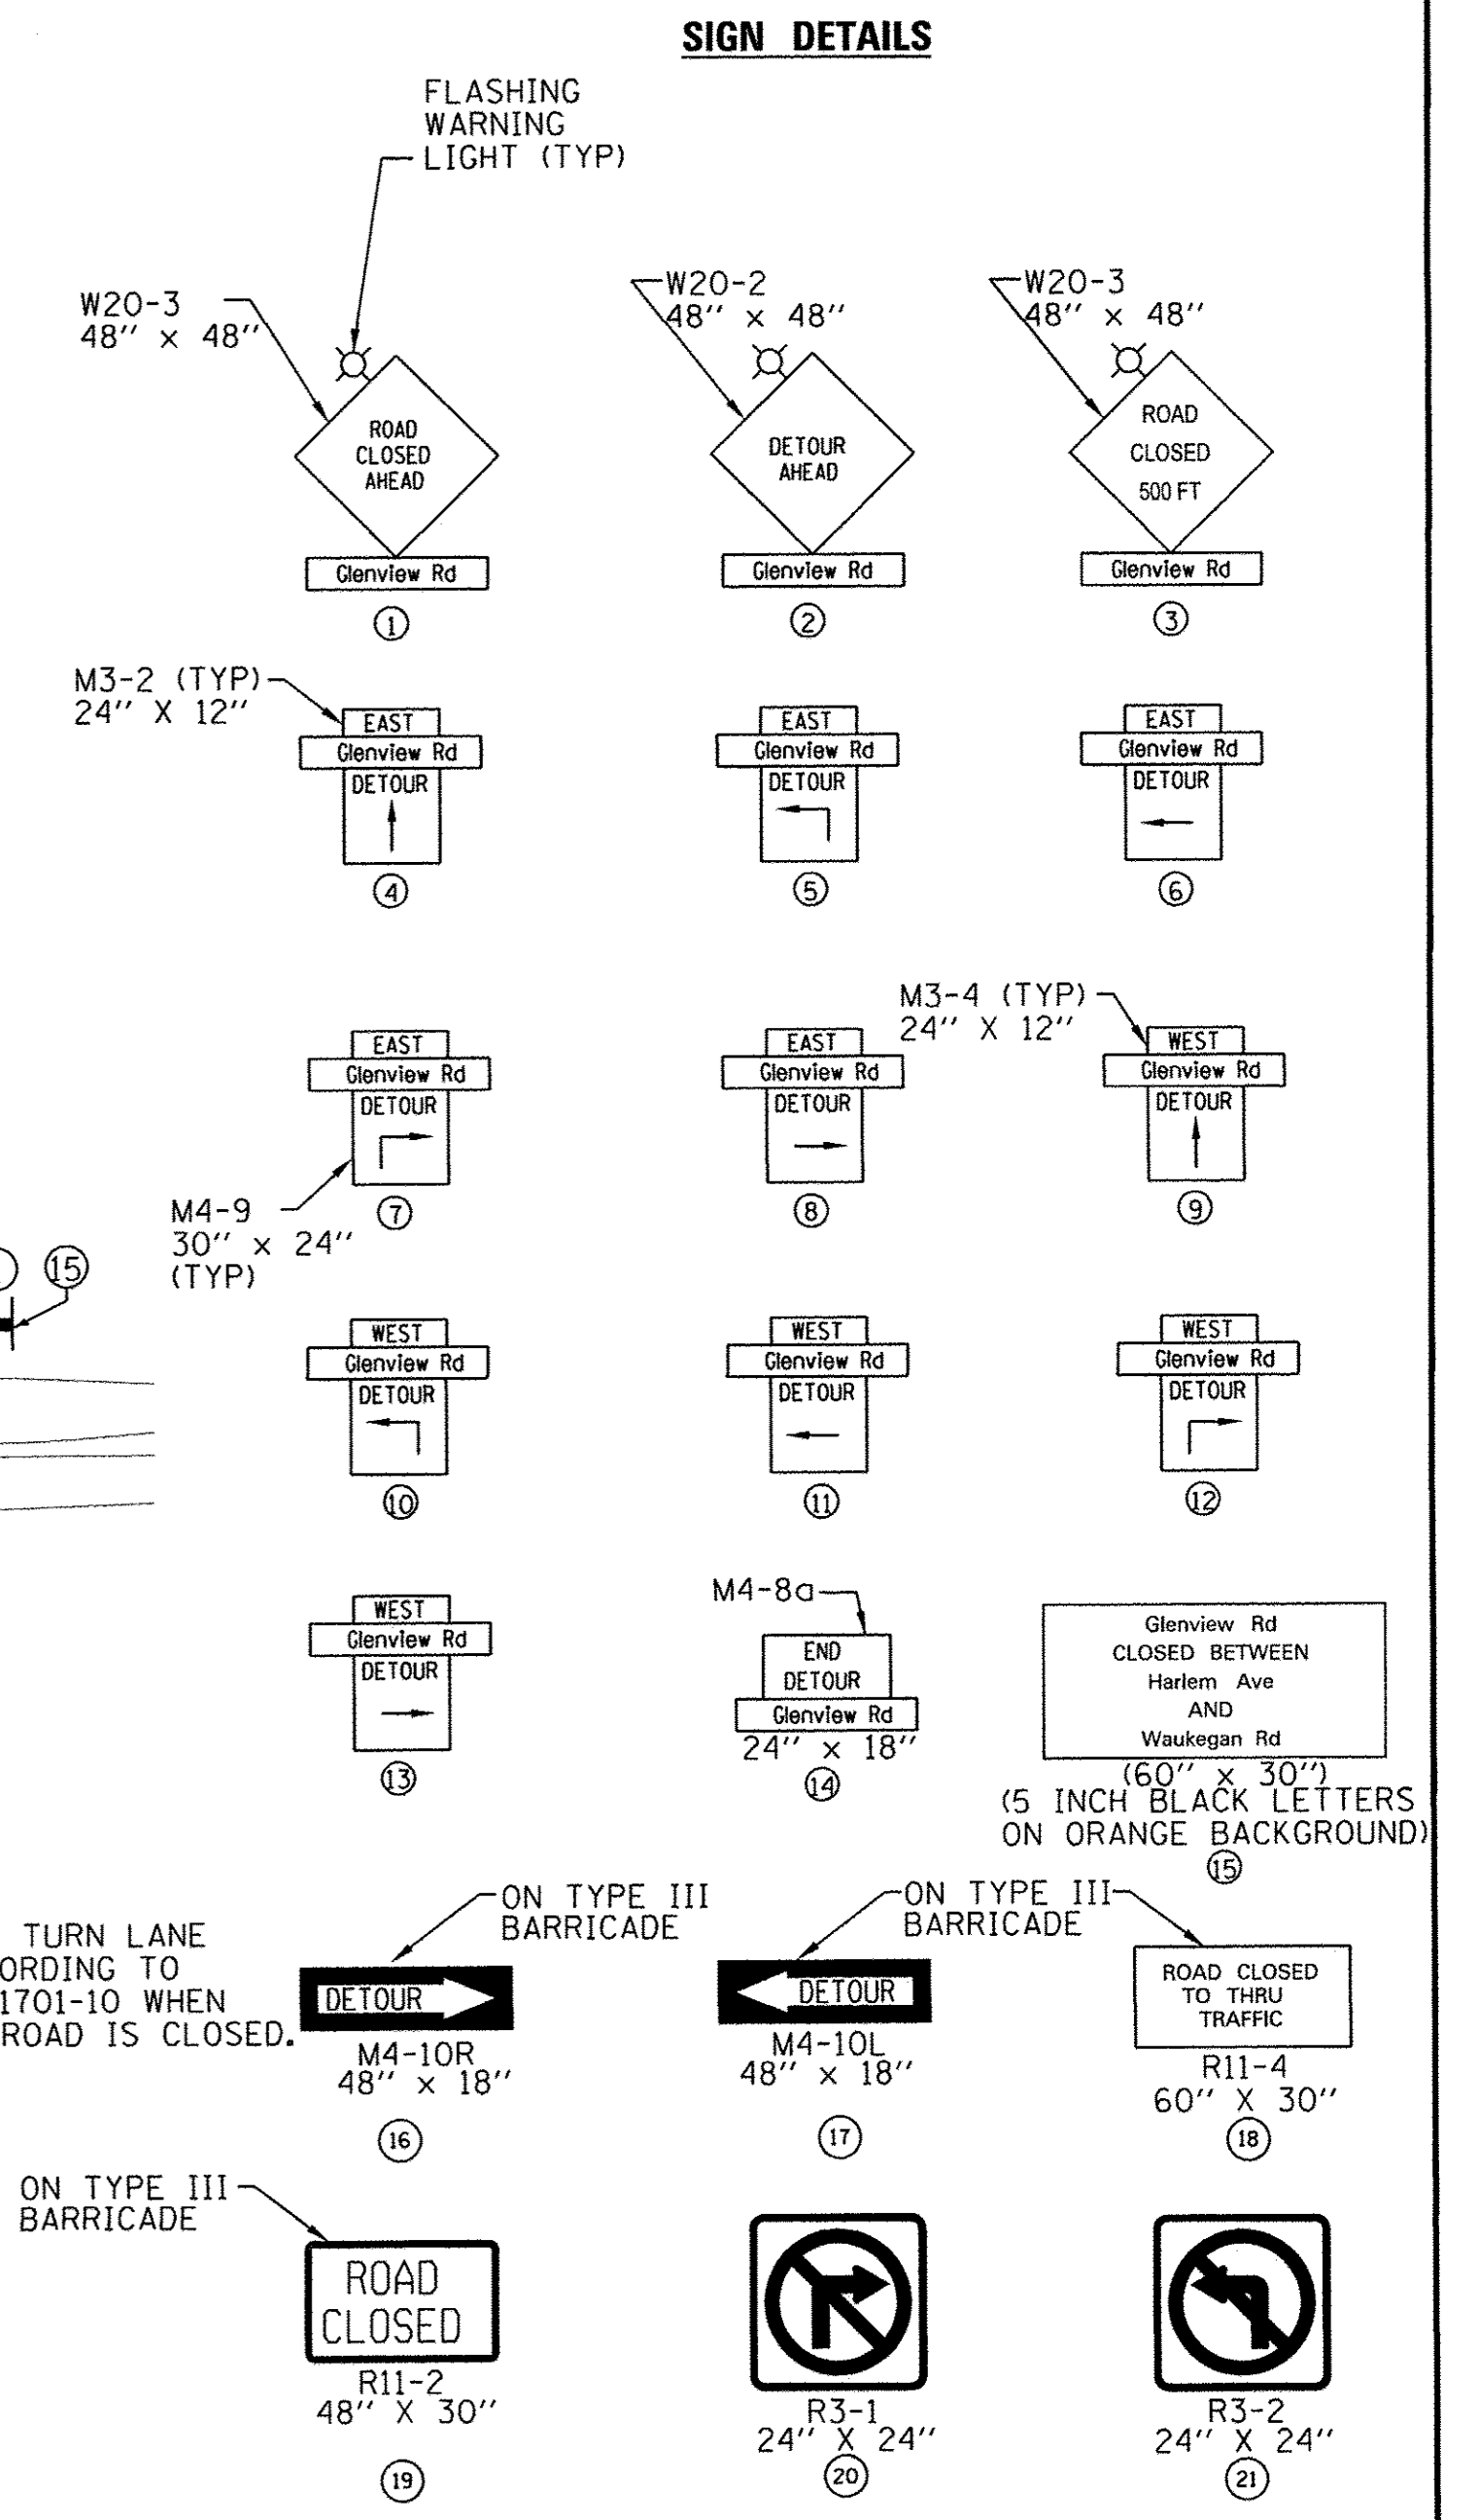 SIGN DETAILS
FLASHING
WARNING
LIGHT (TYP)
W20-3
48" x 48"
W20-2
48" x 48"
W20-3
48" x 48"
ROAD
CLOSED
AHEAD
Glenview Rd
1
DETOUR
AHEAD
Glenview Rd
2
ROAD
CLOSED
500 FT
Glenview Rd
3
M3-2 (TYP)
24" X 12"
EAST
Glenview Rd
DETOUR
4
EAST
Glenview Rd
DETOUR
5
EAST
Glenview Rd
DETOUR
6
EAST
Glenview Rd
DETOUR
M4-9
30" x 24"
(TYP)
7
EAST
Glenview Rd
DETOUR
8
M3-4 (TYP)
24" X 12"
WEST
Glenview Rd
DETOUR
9
15
WEST
Glenview Rd
DETOUR
10
WEST
Glenview Rd
DETOUR
11
WEST
Glenview Rd
DETOUR
12
WEST
Glenview Rd
DETOUR
13
M4-8a
END
DETOUR
Glenview Rd
24" x 18"
14
Glenview Rd
CLOSED BETWEEN
Harlem Ave
AND
Waukegan Rd
(60" x 30")
(5 INCH BLACK LETTERS
ON ORANGE BACKGROUND)
15
TURN LANE
ORDING TO
1701-10 WHEN
ROAD IS CLOSED.
ON TYPE III
BARRICADE
DETOUR
M4-10R
48" x 18"
16
ON TYPE III
BARRICADE
DETOUR
M4-10L
48" x 18"
17
ROAD CLOSED
TO THRU
TRAFFIC
R11-4
60" X 30"
18
ON TYPE III
BARRICADE
ROAD
CLOSED
R11-2
48" X 30"
19
R3-1
24" X 24"
20
R3-2
24" X 24"
21